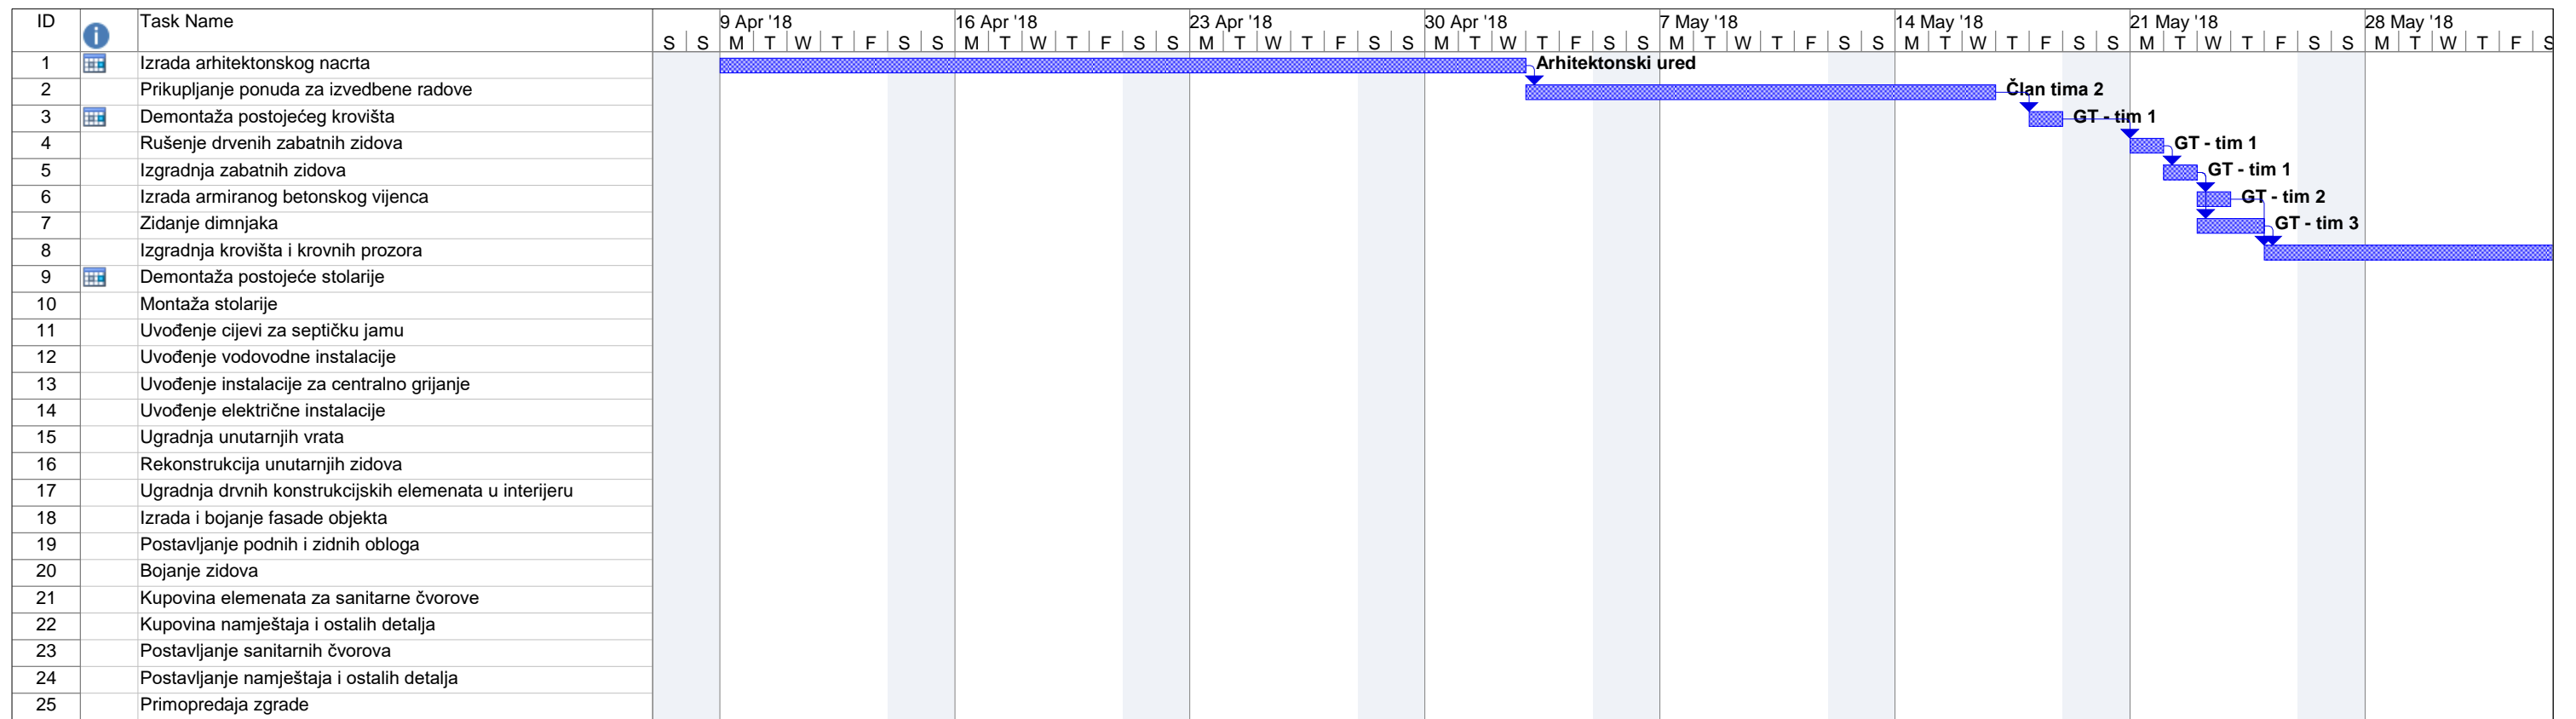 ID Task Name 9 Apr '18 16 Apr '18 23 Apr '18 30 Apr '18 7 May '18 14 May '18 21 May '18 28 May '18
S S M T W T F S S M T W T F S S M T W T F S S M T W T F S S M T W T F S S M T W T F S S M T W T F S S M T W T F S
1 Izrada arhitektonskog nacrta Arhitektonski ured
2 Prikupljanje ponuda za izvedbene radove Član tima 2
3 Demontaža postojećeg krovišta GT - tim 1
4 Rušenje drvenih zabatnih zidova GT - tim 1
5 Izgradnja zabatnih zidova GT - tim 1
6 Izrada armiranog betonskog vijenca GT - tim 2
7 Zidanje dimnjaka GT - tim 3
8 Izgradnja krovišta i krovnih prozora
9 Demontaža postojeće stolarije
10 Montaža stolarije
11 Uvođenje cijevi za septičku jamu
12 Uvođenje vodovodne instalacije
13 Uvođenje instalacije za centralno grijanje
14 Uvođenje električne instalacije
15 Ugradnja unutarnjih vrata
16 Rekonstrukcija unutarnjih zidova
17 Ugradnja drvnih konstrukcijskih elemenata u interijeru
18 Izrada i bojanje fasade objekta
19 Postavljanje podnih i zidnih obloga
20 Bojanje zidova
21 Kupovina elemenata za sanitarne čvorove
22 Kupovina namještaja i ostalih detalja
23 Postavljanje sanitarnih čvorova
24 Postavljanje namještaja i ostalih detalja
25 Primopredaja zgrade